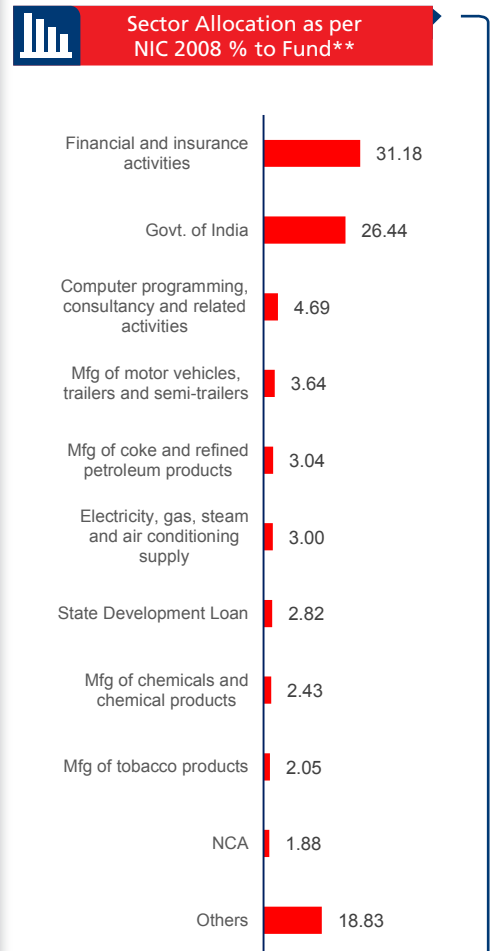 Sector Allocation as per
NIC 2008 % to Fund**
Financial and insurance
activities
31.18
Govt. of India
26.44
Computer programming,
consultancy and related
activities
4.69
Mfg of motor vehicles,
trailers and semi-trailers
3.64
Mfg of coke and refined
petroleum products
3.04
Electricity, gas, steam
and air conditioning
supply
3.00
State Development Loan
2.82
Mfg of chemicals and
chemical products
2.43
Mfg of tobacco products
2.05
NCA
1.88
Others
18.83